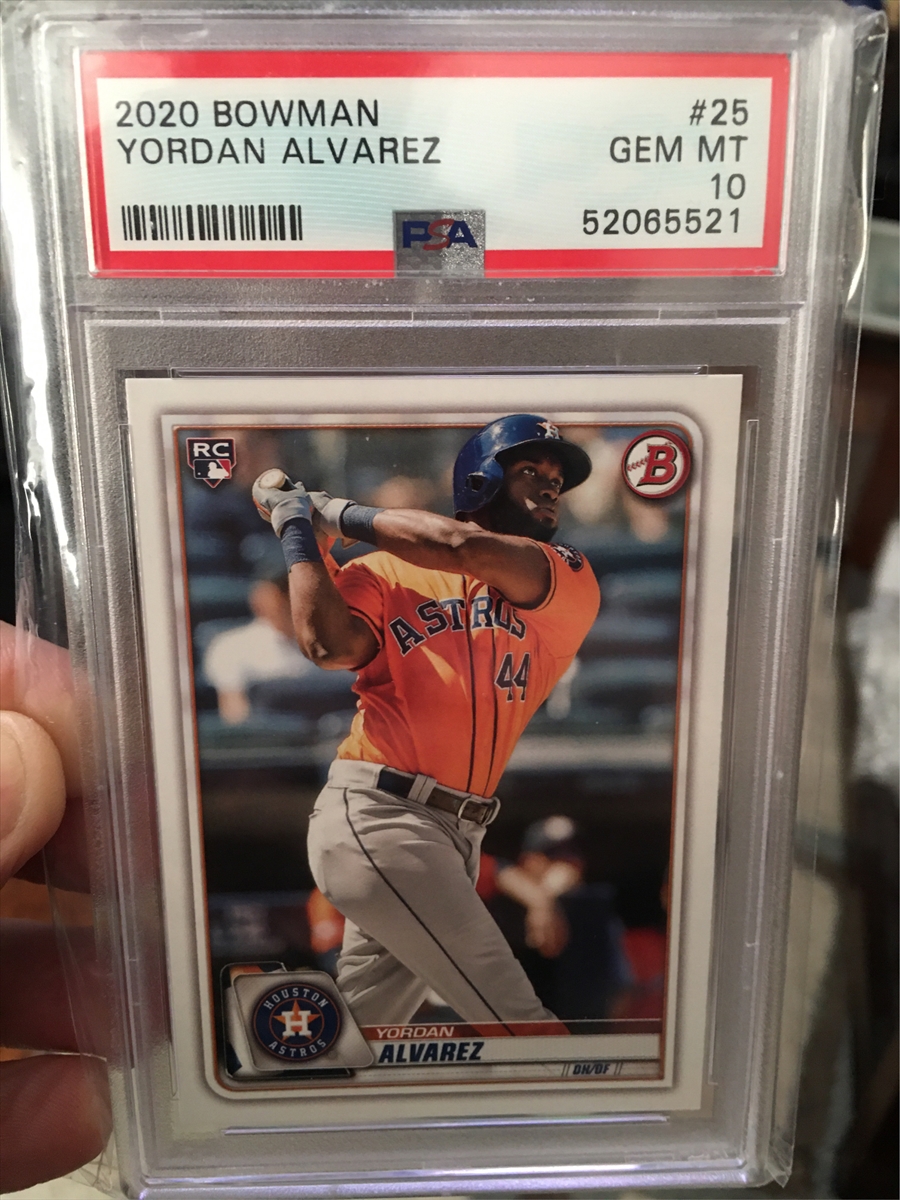 2020 BOWMAN #25
YORDAN ALVAREZ GEM MT
10
52065521
PSA
RC
B
ASTROS
44
HOUSTON
H
ASTROS
YORDAN
ALVAREZ
DH/OF